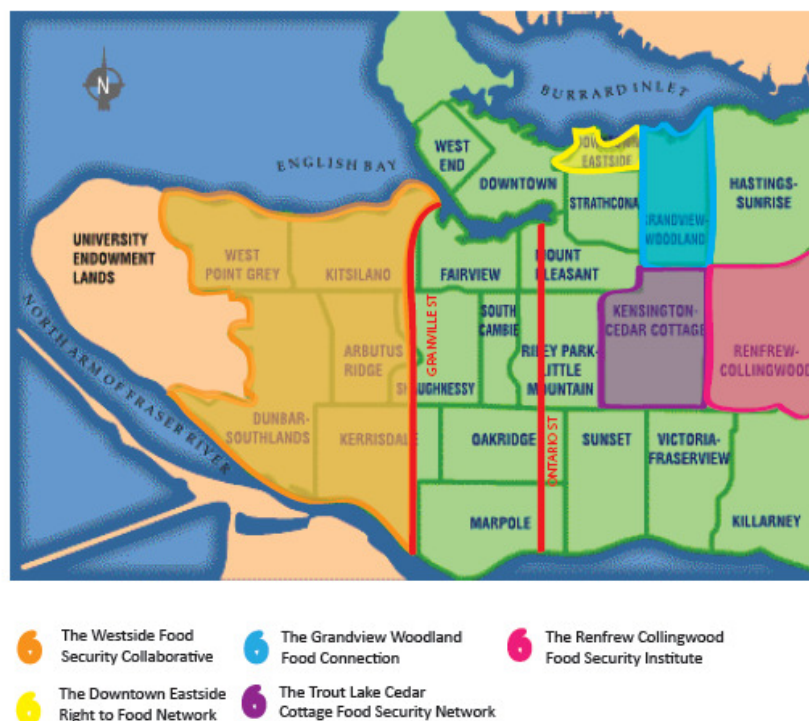 N
BURRARD INLET
ENGLISH BAY
WEST
END
DOWNTOWN
DOWNTOWN
EASTSIDE
STRATHCONA
GRANDVIEW-
WOODLAND
HASTINGS-
SUNRISE
UNIVERSITY
ENDOWMENT
LANDS
WEST
POINT GREY
KITSILANO
FAIRVIEW
MOUNT
PLEASANT
NORTH ARM OF FRASER RIVER
ARBUTUS
RIDGE
GRANVILLE ST
SHAUGHNESSY
SOUTH
CAMBIE
RILEY PARK-
LITTLE
MOUNTAIN
KENSINGTON-
CEDAR COTTAGE
RENFREW-
COLLINGWOOD
DUNBAR-
SOUTHLANDS
KERRISDALE
OAKRIDGE
ONTARIO ST
SUNSET
VICTORIA-
FRASERVIEW
MARPOLE
KILLARNEY
The Westside Food
Security Collaborative
The Grandview Woodland
Food Connection
The Renfrew Collingwood
Food Security Institute
The Downtown Eastside
Right to Food Network
The Trout Lake Cedar
Cottage Food Security Network